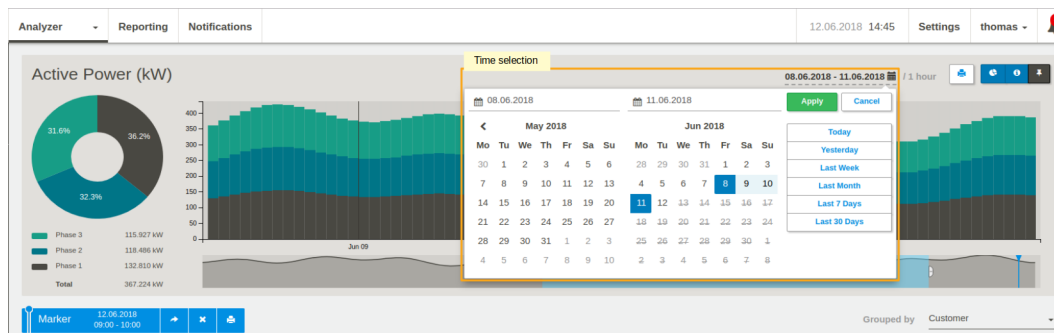 Analyzer Reporting Notifications 12.06.2018 14:45 Settings thomas
Time selection
Active Power (kW) 08.06.2018 - 11.06.2018 / 1 hour
08.06.2018 11.06.2018 Apply Cancel
May 2018 Jun 2018
Mo Tu We Th Fr Sa Su Mo Tu We Th Fr Sa Su
30 1 2 3 4 5 6 28 29 30 31 1 2 3
7 8 9 10 11 12 13 4 5 6 7 8 9 10
14 15 16 17 18 19 20 11 12 13 14 15 16 17
21 22 23 24 25 26 27 18 19 20 21 22 23 24
28 29 30 31 1 2 3 25 26 27 28 29 30 1
4 5 6 7 8 9 10 2 3 4 5 6 7 8
Today
Yesterday
Last Week
Last Month
Last 7 Days
Last 30 Days
31.6%
36.2%
32.3%
400
350
300
250
200
150
100
50
0
Jun 09
Phase 3 115.927 kW
Phase 2 118.486 kW
Phase 1 132.810 kW
Total 367.224 kW
Marker 12.06.2018
09:00 - 10:00
Grouped by Customer